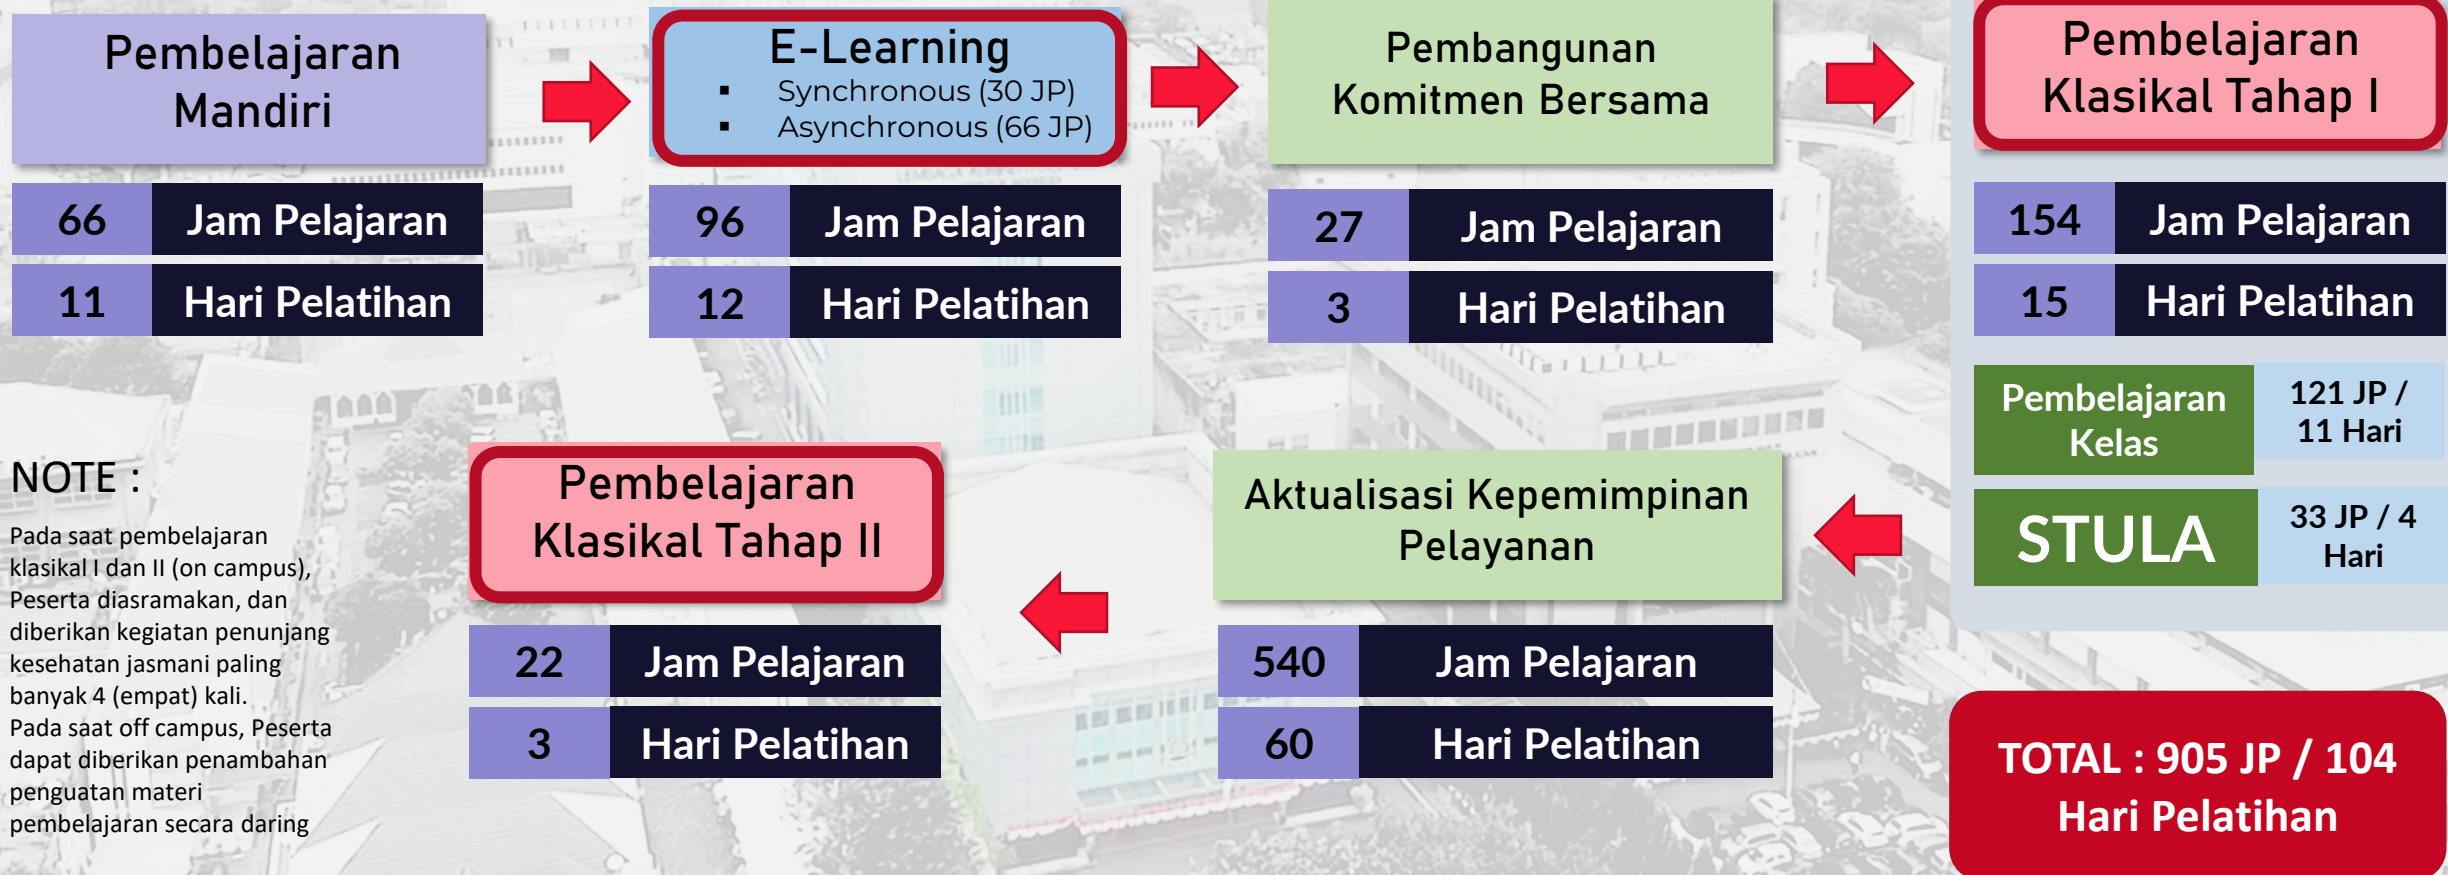 Pembelajaran
Mandiri
66 Jam Pelajaran
11 Hari Pelatihan
E-Learning
▪ Synchronous (30 JP)
▪ Asynchronous (66 JP)
96 Jam Pelajaran
12 Hari Pelatihan
Pembangunan
Komitmen Bersama
27 Jam Pelajaran
3 Hari Pelatihan
Pembelajaran
Klasikal Tahap I
154 Jam Pelajaran
15 Hari Pelatihan
Pembelajaran
Kelas
121 JP /
11 Hari
STULA
33 JP / 4
Hari
Aktualisasi Kepemimpinan
Pelayanan
540 Jam Pelajaran
60 Hari Pelatihan
Pembelajaran
Klasikal Tahap II
22 Jam Pelajaran
3 Hari Pelatihan
NOTE :
Pada saat pembelajaran
klasikal I dan II (on campus),
Peserta diasramakan, dan
diberikan kegiatan penunjang
kesehatan jasmani paling
banyak 4 (empat) kali.
Pada saat off campus, Peserta
dapat diberikan penambahan
penguatan materi
pembelajaran secara daring
TOTAL : 905 JP / 104
Hari Pelatihan